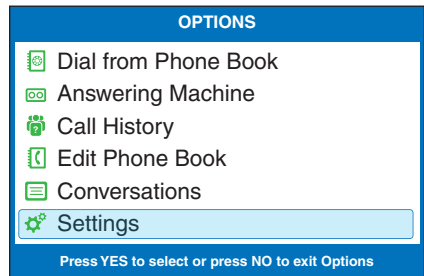 OPTIONS
Dial from Phone Book
Answering Machine
Call History
Edit Phone Book
Conversations
Settings
Press YES to select or press NO to exit Options